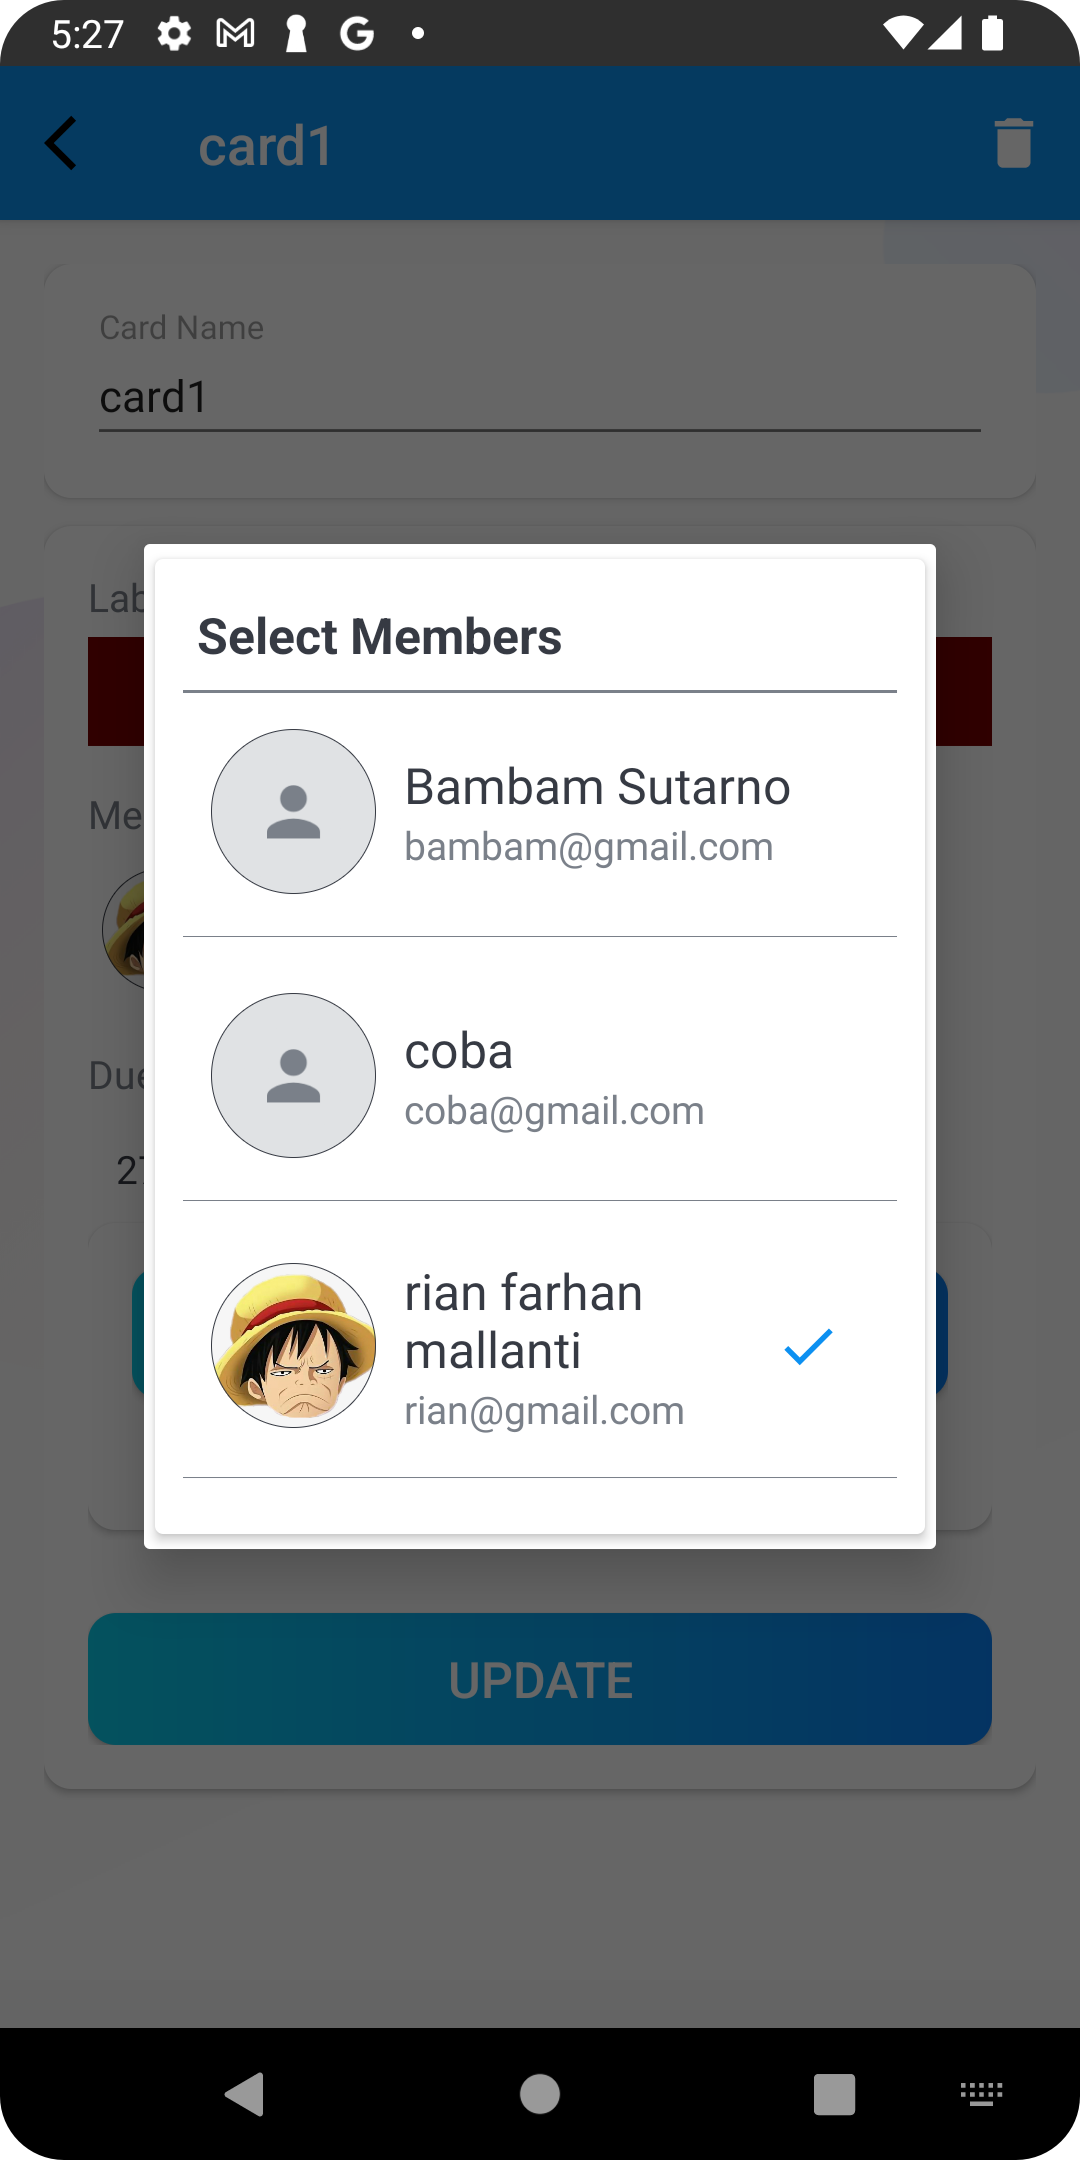 5:27
card1
Card Name
card1
Lab
Select Members
Bambam Sutarno
bambam@gmail.com
Me
coba
coba@gmail.com
Due
27
rian farhan
mallanti
rian@gmail.com
UPDATE